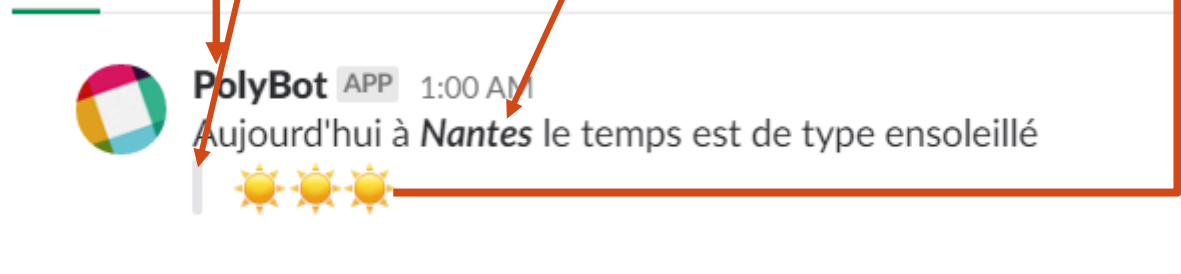 PolyBot APP 1:00 AM
Aujourd'hui à Nantes le temps est de type ensoleillé